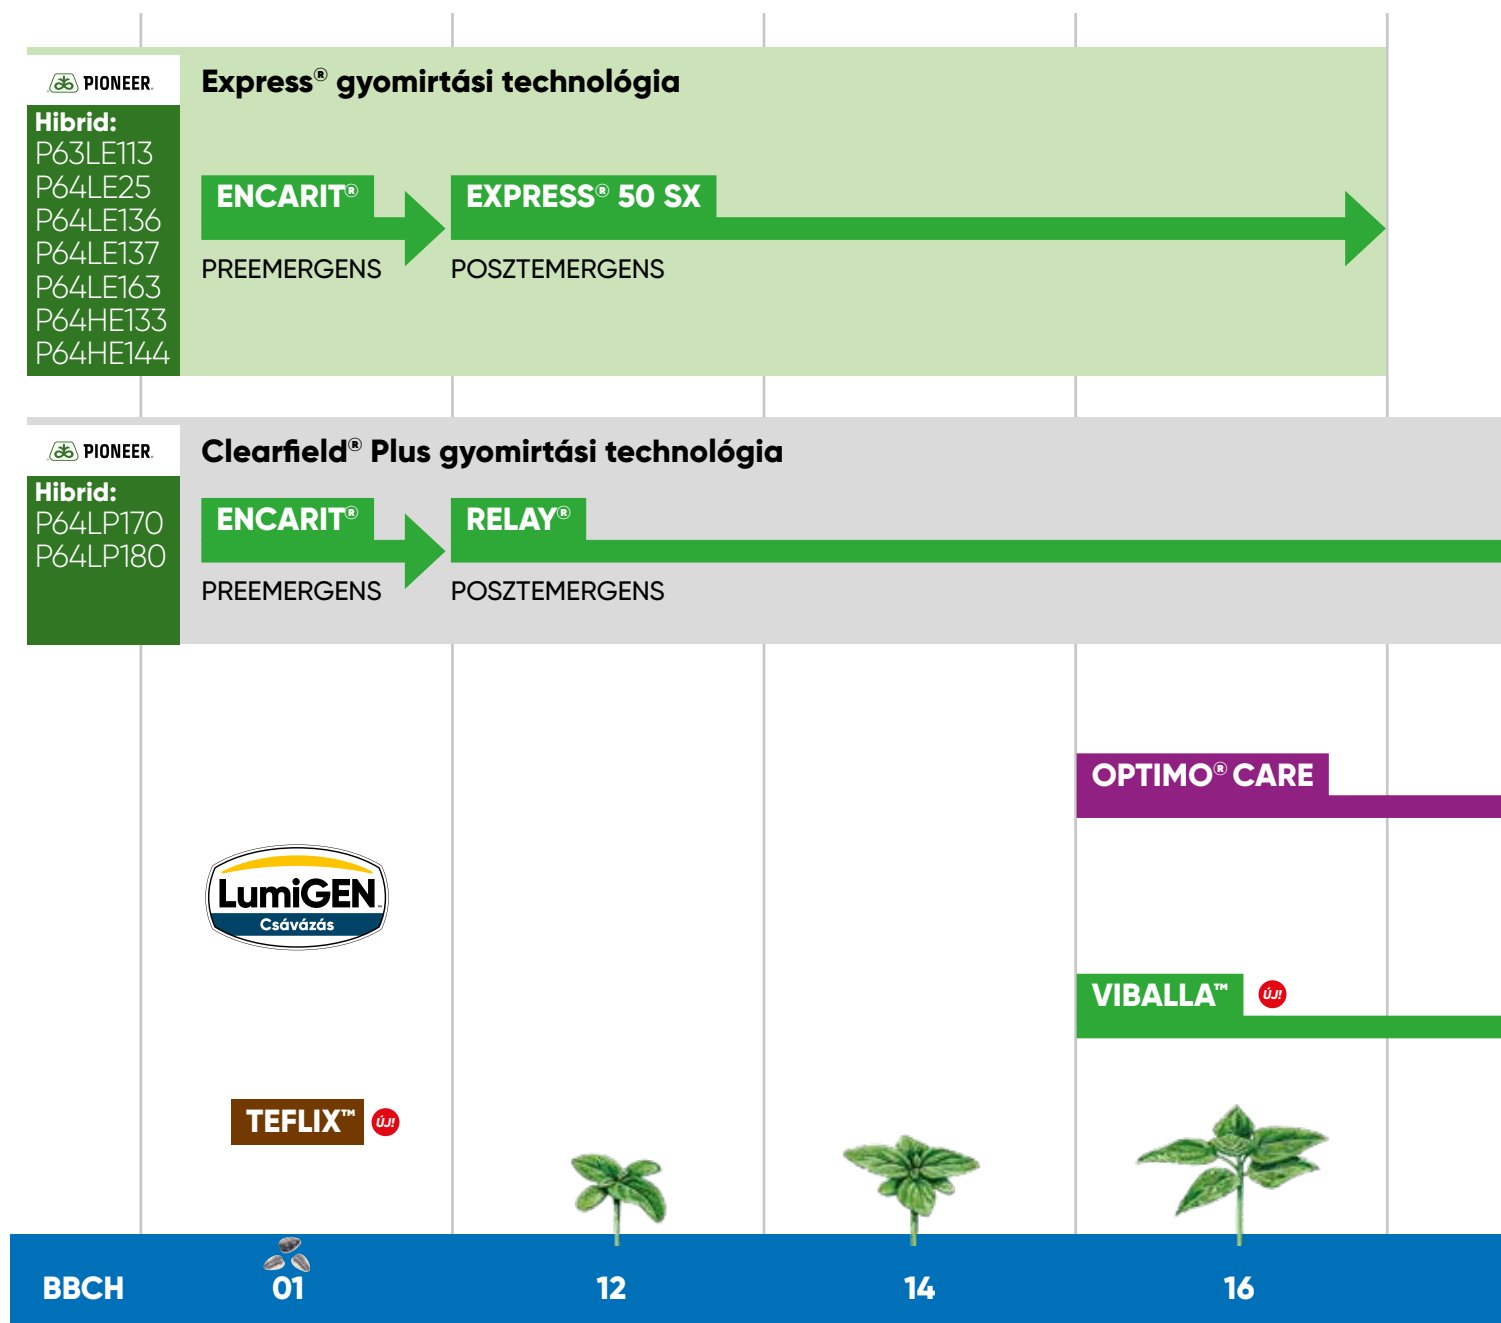 PIONEER.
Express® gyomirtási technológia
Hibrid:
P63LE113
P64LE25
P64LE136
P64LE137
P64LE163
P64HE133
P64HE144
ENCARIT®
EXPRESS® 50 SX
PREEMERGENS
POSZTEMERGENS
PIONEER.
Clearfield® Plus gyomirtási technológia
Hibrid:
P64LP170
P64LP180
ENCARIT®
RELAY®
PREEMERGENS
POSZTEMERGENS
OPTIMO® CARE
LumiGEN™
Csávázás
VIBALLA™
ÚJ!
TEFLIX™
ÚJ!
BBCH
01
12
14
16